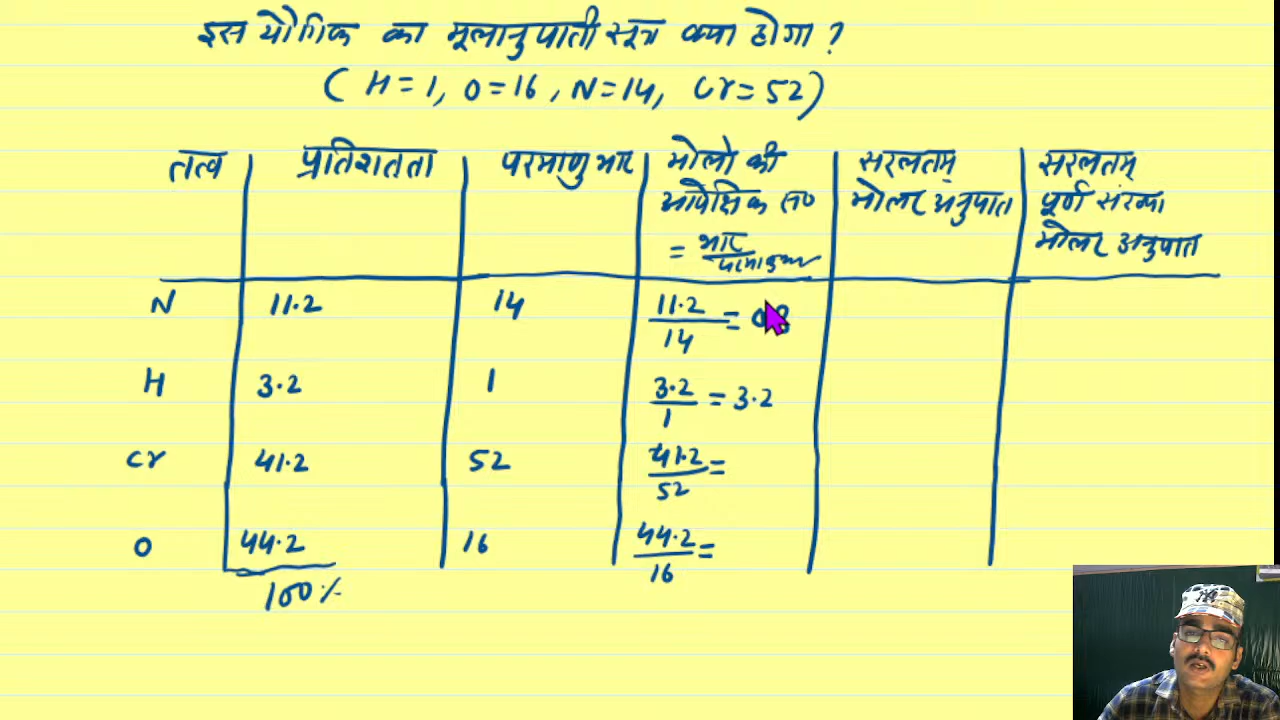 इस यौगिक का मूलानुपाती सूत्र क्या होगा ?
( H = 1, O = 16 , N = 14, Cr = 52 )
तत्व प्रतिशतता परमाणु भार मोलो की सरलतम् सरलतम्
आपेक्षिक सं० मोलर अनुपात पूर्ण संख्या
= भार / परमाणुभार मोलर अनुपात
N 11.2 14 11.2/14 = 0.8
H 3.2 1 3.2/1 = 3.2
Cr 41.2 52 41.2/52 =
O 44.2 16 44.2/16 =
100%